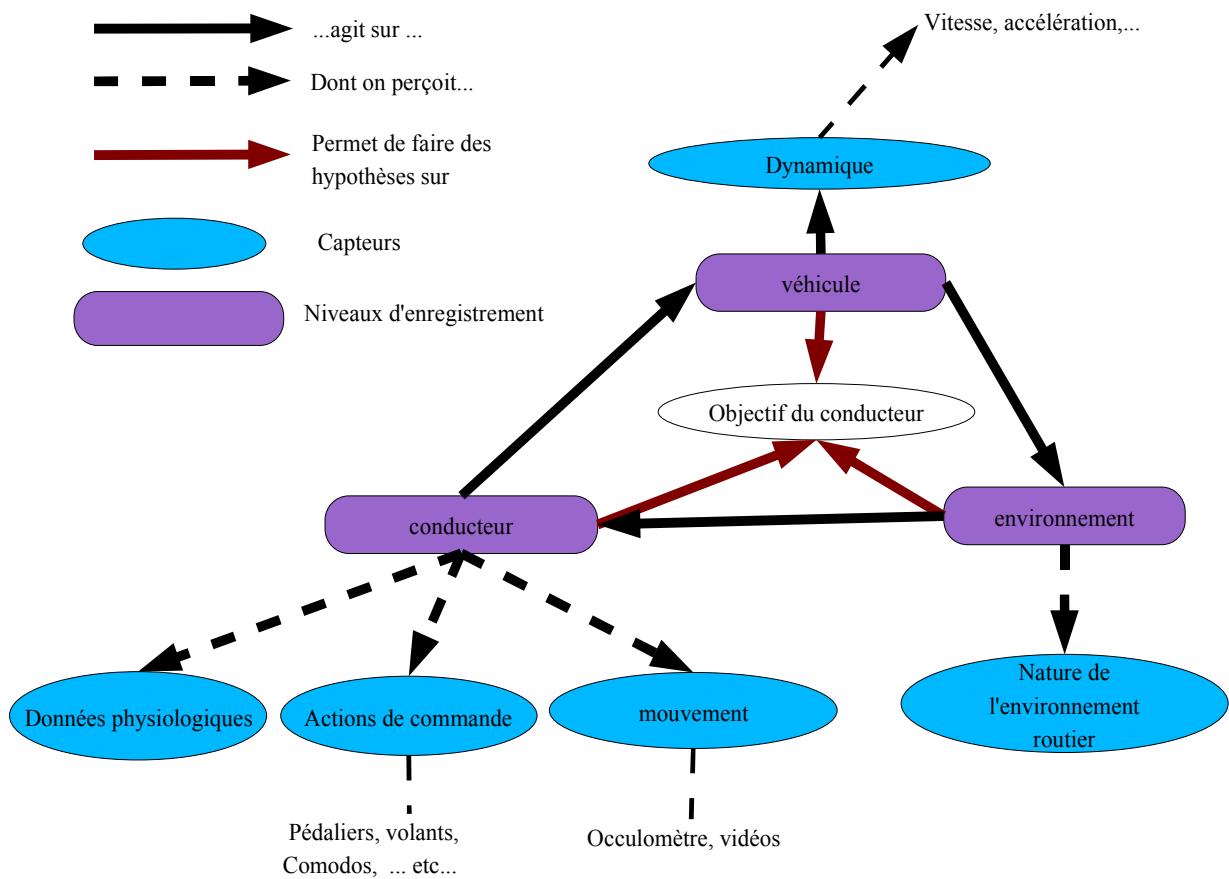 ...agit sur ...
Dont on perçoit...
Permet de faire des
hypothèses sur
Capteurs
Niveaux d'enregistrement
Vitesse, accélération,...
Dynamique
véhicule
Objectif du conducteur
conducteur
environnement
Données physiologiques
Actions de commande
mouvement
Nature de
l'environnement
routier
Pédaliers, volants,
Comodos, ... etc...
Occulomètre, vidéos